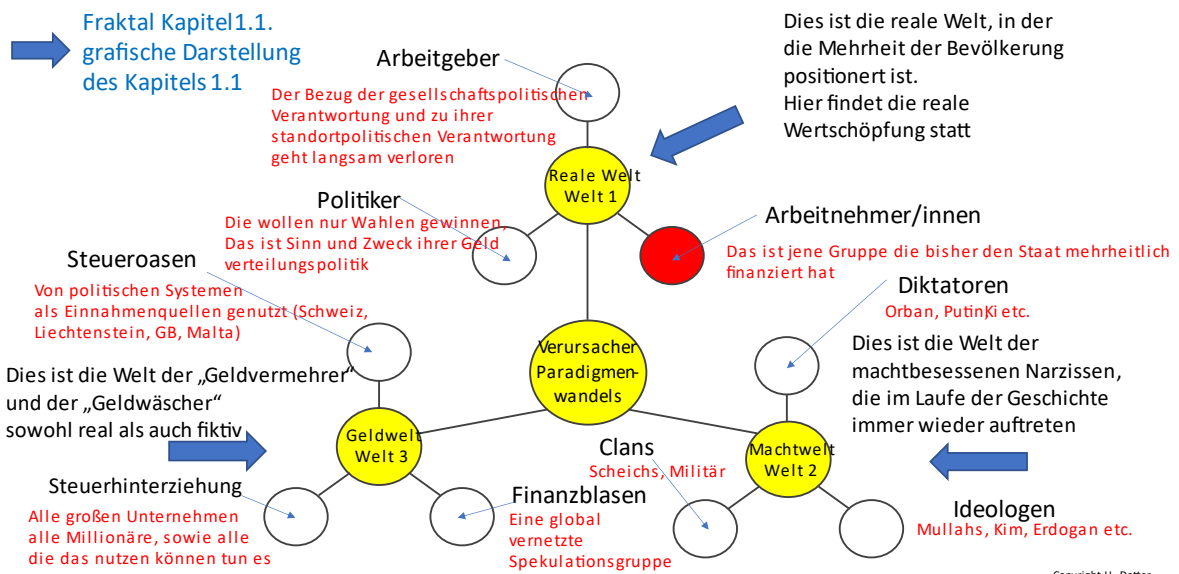 Fraktal Kapitel1.1.
grafische Darstellung
des Kapitels 1.1
Dies ist die reale Welt, in der
die Mehrheit der Bevölkerung
positionert ist.
Hier findet die reale
Wertschöpfung statt
Arbeitgeber
Der Bezug der gesellschaftspolitischen
Verantwortung und zu ihrer
standortpolitischen Verantwortung
geht langsam verloren
Reale Welt
Welt 1
Politiker
Die wollen nur Wahlen gewinnen,
Das ist Sinn und Zweck ihrer Geld
verteilungspolitik
Arbeitnehmer/innen
Das ist jene Gruppe die bisher den Staat mehrheitlich
finanziert hat
Steueroasen
Von politischen Systemen
als Einnahmenquellen genutzt (Schweiz,
Liechtenstein, GB, Malta)
Diktatoren
Orban, Putin,Ki etc.
Verursacher
Paradigmen-
wandels
Dies ist die Welt der
machtbesessenen Narzissen,
die im Laufe der Geschichte
immer wieder auftreten
Dies ist die Welt der „Geldvermehrer“
und der „Geldwäscher“
sowohl real als auch fiktiv
Geldwelt
Welt 3
Clans
Scheichs, Militär
Machtwelt
Welt 2
Steuerhinterziehung
Alle großen Unternehmen
alle Millionäre, sowie alle
die das nutzen können tun es
Finanzblasen
Eine global
vernetzte
Spekulationsgruppe
Ideologen
Mullahs, Kim, Erdogan etc.